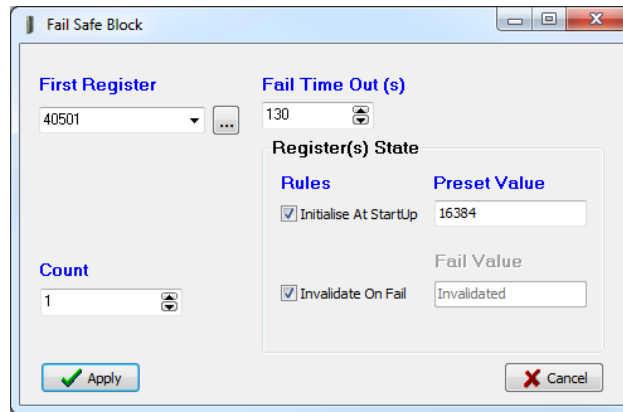 Fail Safe Block
First Register
Fail Time Out (s)
40501
...
130
Register(s) State
Rules
Preset Value
Initialise At StartUp
16384
Count
Fail Value
1
Invalidate On Fail
Invalidated
Apply
Cancel